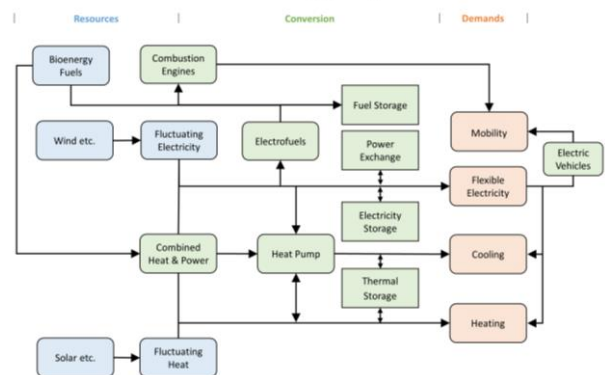 Resources
Conversion
Demands
Bioenergy
Fuels
Combustion
Engines
Fuel Storage
Wind etc.
Fluctuating
Electricity
Electrofuels
Power
Exchange
Mobility
Electric
Vehicles
Flexible
Electricity
Electricity
Storage
Combined
Heat & Power
Heat Pump
Cooling
Thermal
Storage
Heating
Solar etc.
Fluctuating
Heat